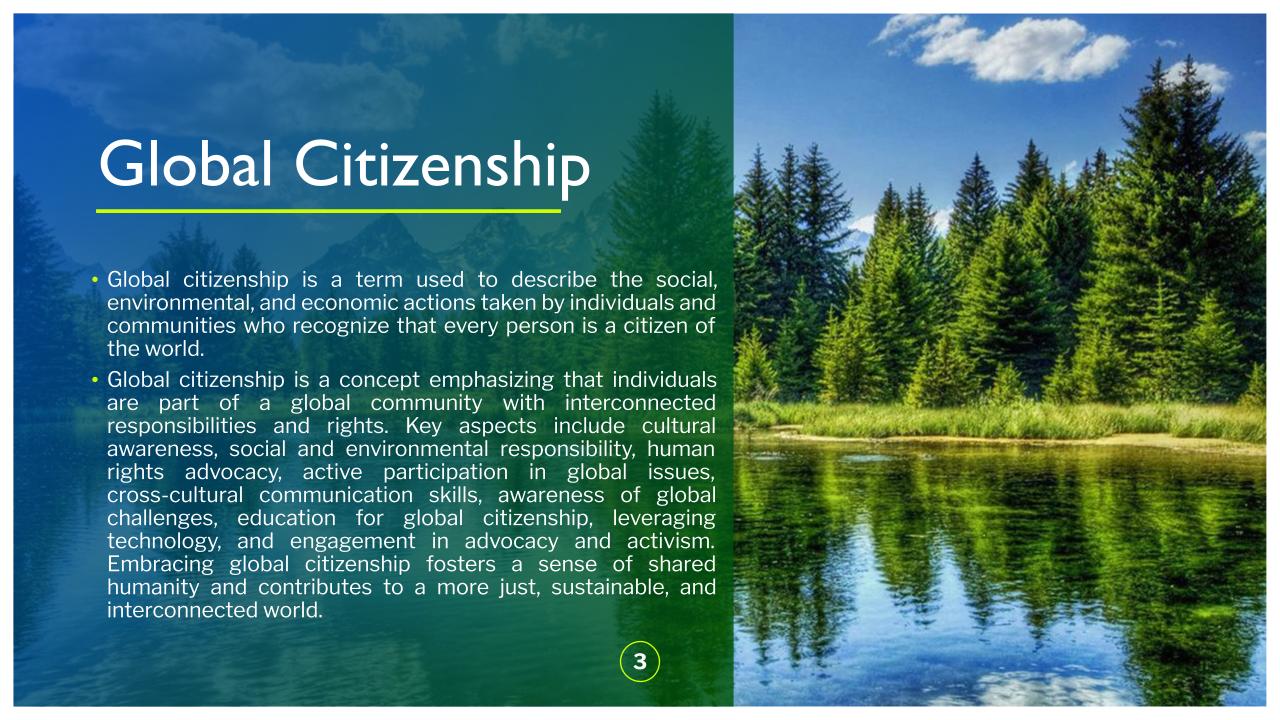 Global Citizenship
• Global citizenship is a term used to describe the social,
environmental, and economic actions taken by individuals and
communities who recognize that every person is a citizen of
the world.
• Global citizenship is a concept emphasizing that individuals
are part of a global community with interconnected
responsibilities and rights. Key aspects include cultural
awareness, social and environmental responsibility, human
rights advocacy, active participation in global issues,
cross-cultural communication skills, awareness of global
challenges, education for global citizenship, leveraging
technology, and engagement in advocacy and activism.
Embracing global citizenship fosters a sense of shared
humanity and contributes to a more just, sustainable, and
interconnected world.
3